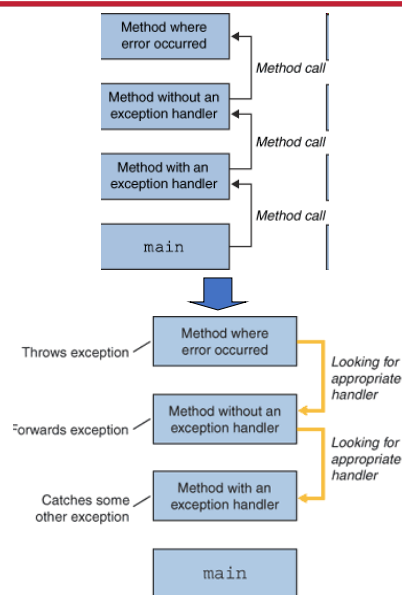 Method where
error occurred
Method call
Method without an
exception handler
Method call
Method with an
exception handler
Method call
main
Throws exception
Method where
error occurred
Looking for
appropriate
handler
Forwards exception
Method without an
exception handler
Looking for
appropriate
handler
Catches some
other exception
Method with an
exception handler
main